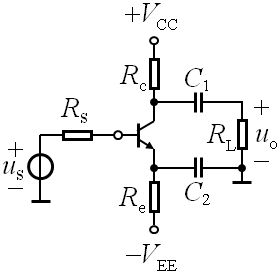 +V_CC
R_c
C_1
R_s
+
u_s
−
R_L
+
u_o
−
R_e
C_2
−V_EE